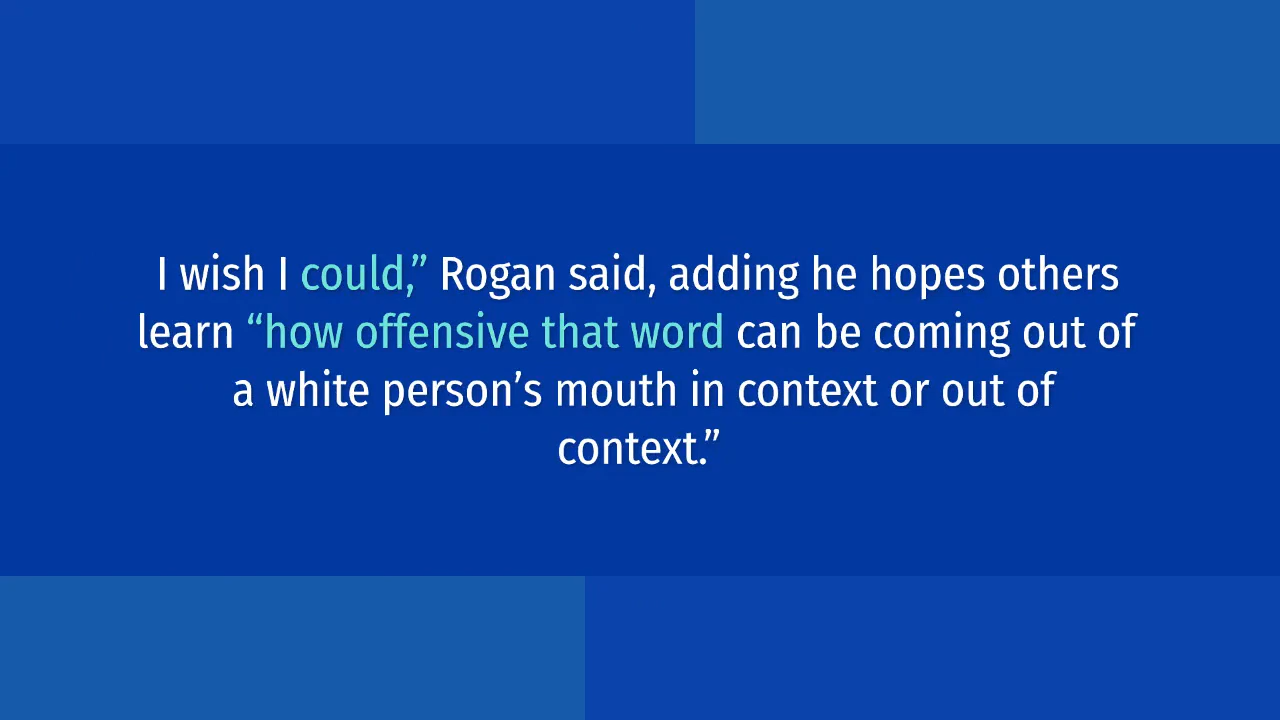 I wish I could,” Rogan said, adding he hopes others
learn “how offensive that word can be coming out of
a white person’s mouth in context or out of
context.”